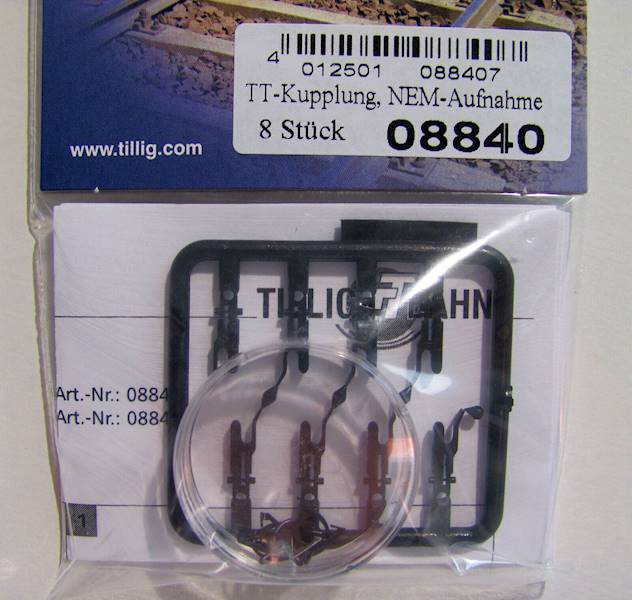 4 012501 088407
TT-Kupplung, NEM-Aufnahme
8 Stück 08840
www.tillig.com
TILLIG TT BAHN
Art.-Nr.: 0884
Art.-Nr.: 0884
1